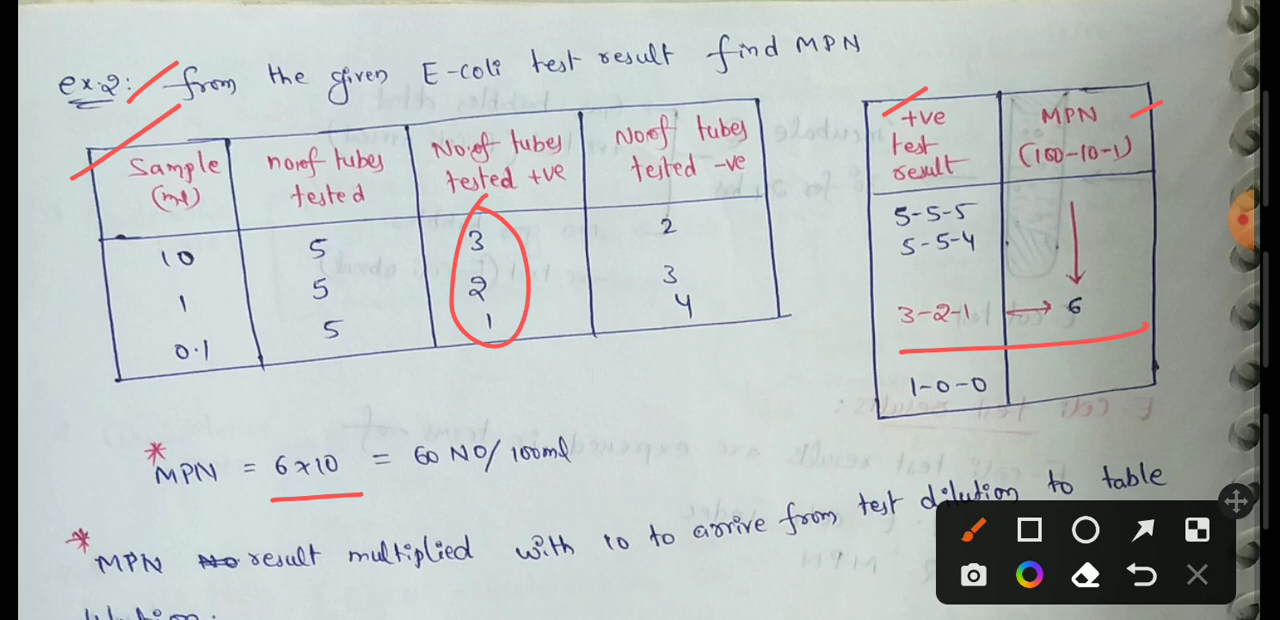 ex.2: from the given E-coli test result find MPN
Sample (ml) | no.of tubes tested | No.of tubes tested +ve | No.of tubes tested -ve
10 | 5 | 3 | 2
1 | 5 | 2 | 3
0.1 | 5 | 1 | 4
+ve test result | MPN (100-10-1)
5-5-5
5-5-4
3-2-1 ↔ 6
1-0-0
* MPN = 6x10 = 60 NO/100ml
* MPN result multiplied with 10 to arrive from test dilution to table